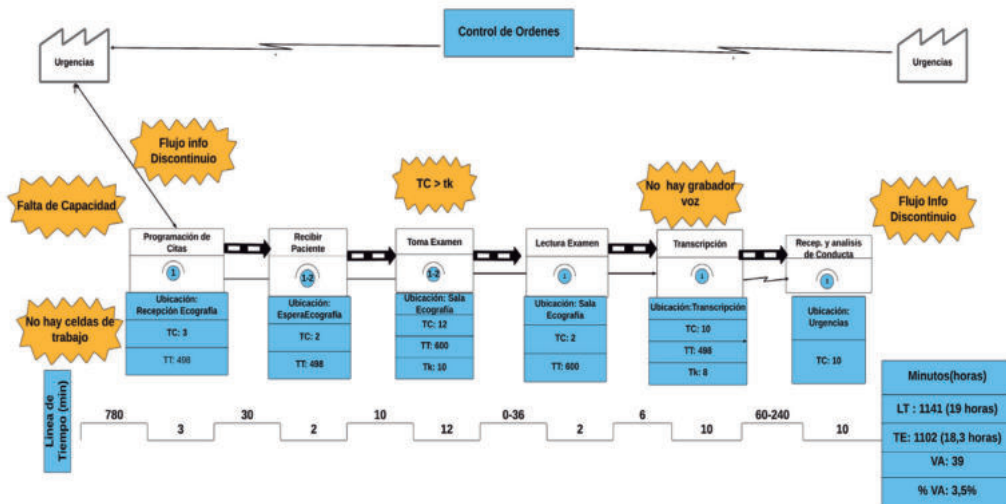 Control de Ordenes
Urgencias
Urgencias
Flujo info
Discontinuio
Falta de Capacidad
TC > tk
No hay grabador
voz
Flujo Info
Discontinuio
No hay celdas de
trabajo
Programación de
Citas
1
Ubicación:
Recepción Ecografía
TC: 3
TT: 498
Recibir
Paciente
1-2
Ubicación:
EsperaEcografía
TC: 2
TT: 498
Toma Examen
1-2
Ubicación: Sala
Ecografía
TC: 12
TT: 600
Tk: 10
Lectura Examen
1
Ubicación: Sala
Ecografía
TC: 2
TT: 600
Transcripción
1
Ubicación:Transcripción
TC: 10
TT: 498
Tk: 8
Recep. y analisis
de Conducta
Ubicación:
Urgencias
TC: 10
Linea de
Tiempo (min)
780
3
30
2
10
12
0-36
2
6
10
60-240
10
Minutos(horas)
LT : 1141 (19 horas)
TE: 1102 (18,3 horas)
VA: 39
% VA: 3,5%